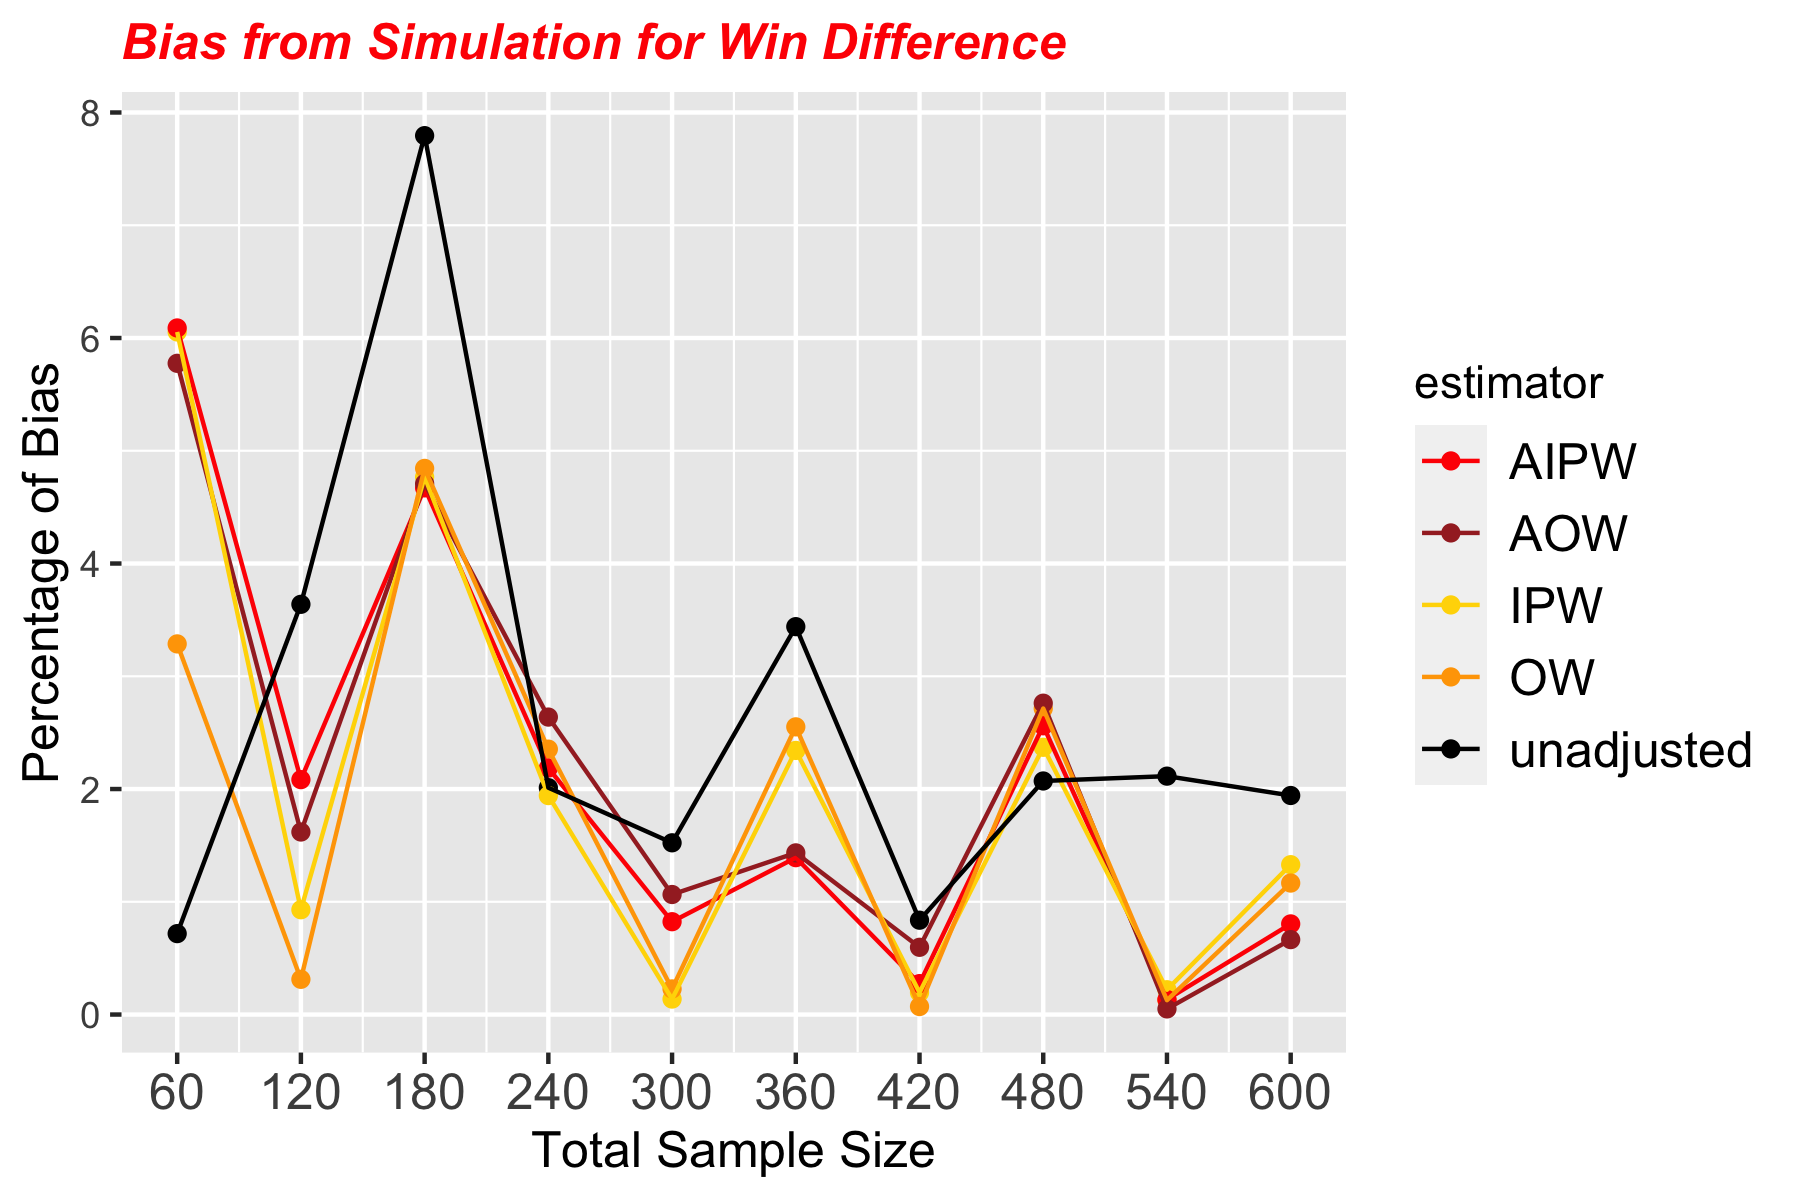 Bias from Simulation for Win Difference
8
6
4
2
0
Percentage of Bias
60 120 180 240 300 360 420 480 540 600
Total Sample Size
estimator
AIPW
AOW
IPW
OW
unadjusted